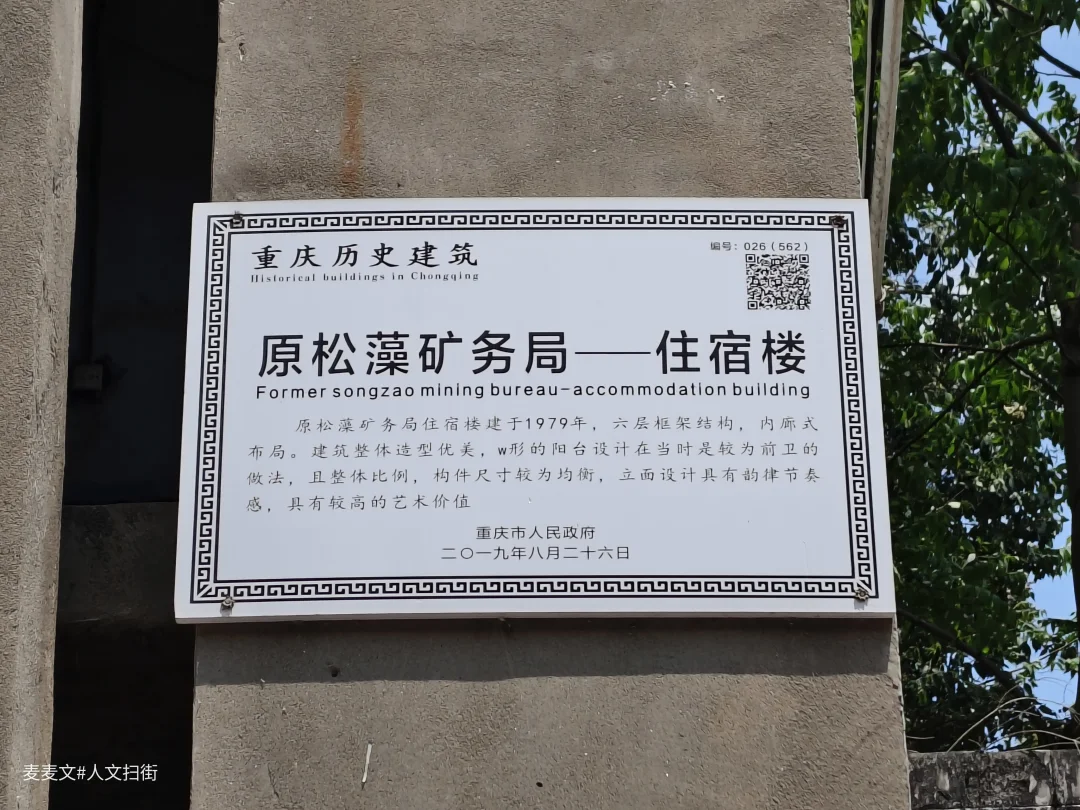 重庆历史建筑
Historical buildings in Chongqing
编号：026（562）
原松藻矿务局——住宿楼
Former songzao mining bureau-accommodation building
原松藻矿务局住宿楼建于1979年，六层框架结构，内廊式
布局。建筑整体造型优美，w形的阳台设计在当时是较为前卫的
做法，且整体比例，构件尺寸较为均衡，立面设计具有韵律节奏
感，具有较高的艺术价值
重庆市人民政府
二〇一九年八月二十六日
麦麦文#人文扫街